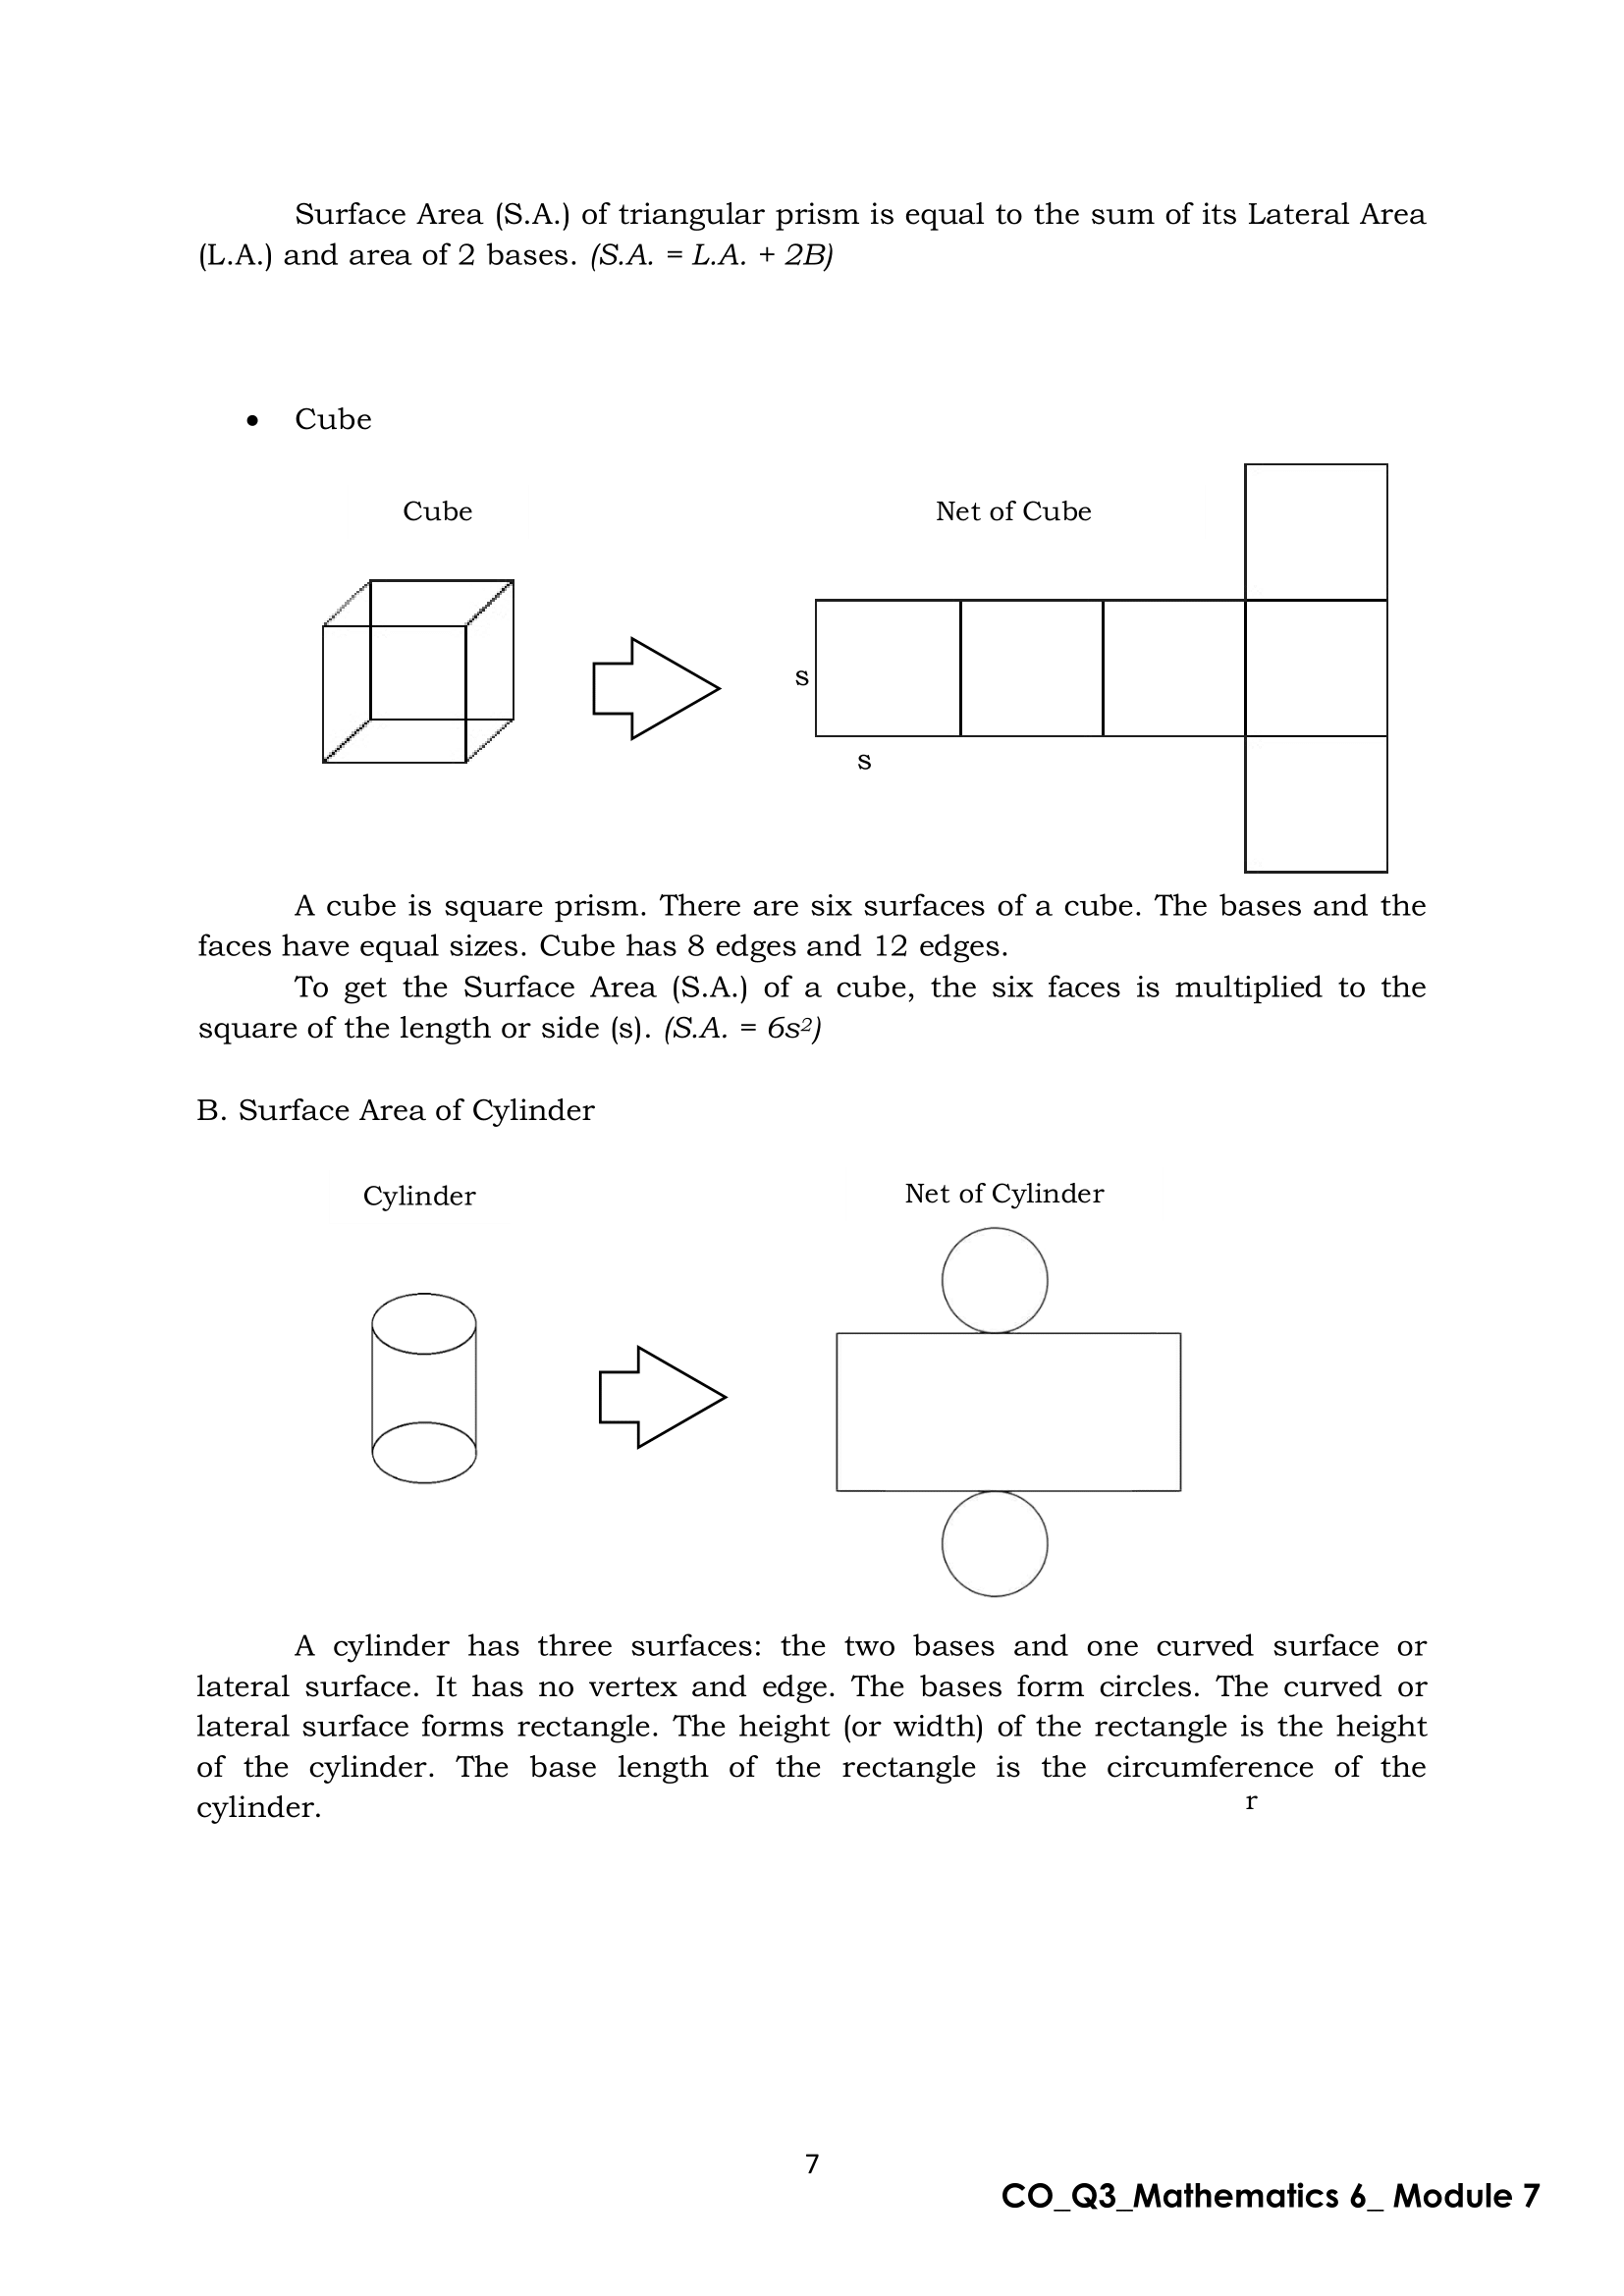 Surface Area (S.A.) of triangular prism is equal to the sum of its Lateral Area
(L.A.) and area of 2 bases. (S.A. = L.A. + 2B)
• Cube
Cube
Net of Cube
s
s
A cube is square prism. There are six surfaces of a cube. The bases and the
faces have equal sizes. Cube has 8 edges and 12 edges.
To get the Surface Area (S.A.) of a cube, the six faces is multiplied to the
square of the length or side (s). (S.A. = 6s²)
B. Surface Area of Cylinder
Cylinder
Net of Cylinder
A cylinder has three surfaces: the two bases and one curved surface or
lateral surface. It has no vertex and edge. The bases form circles. The curved or
lateral surface forms rectangle. The height (or width) of the rectangle is the height
of the cylinder. The base length of the rectangle is the circumference of the
cylinder.
r
7
CO_Q3_Mathematics 6_ Module 7